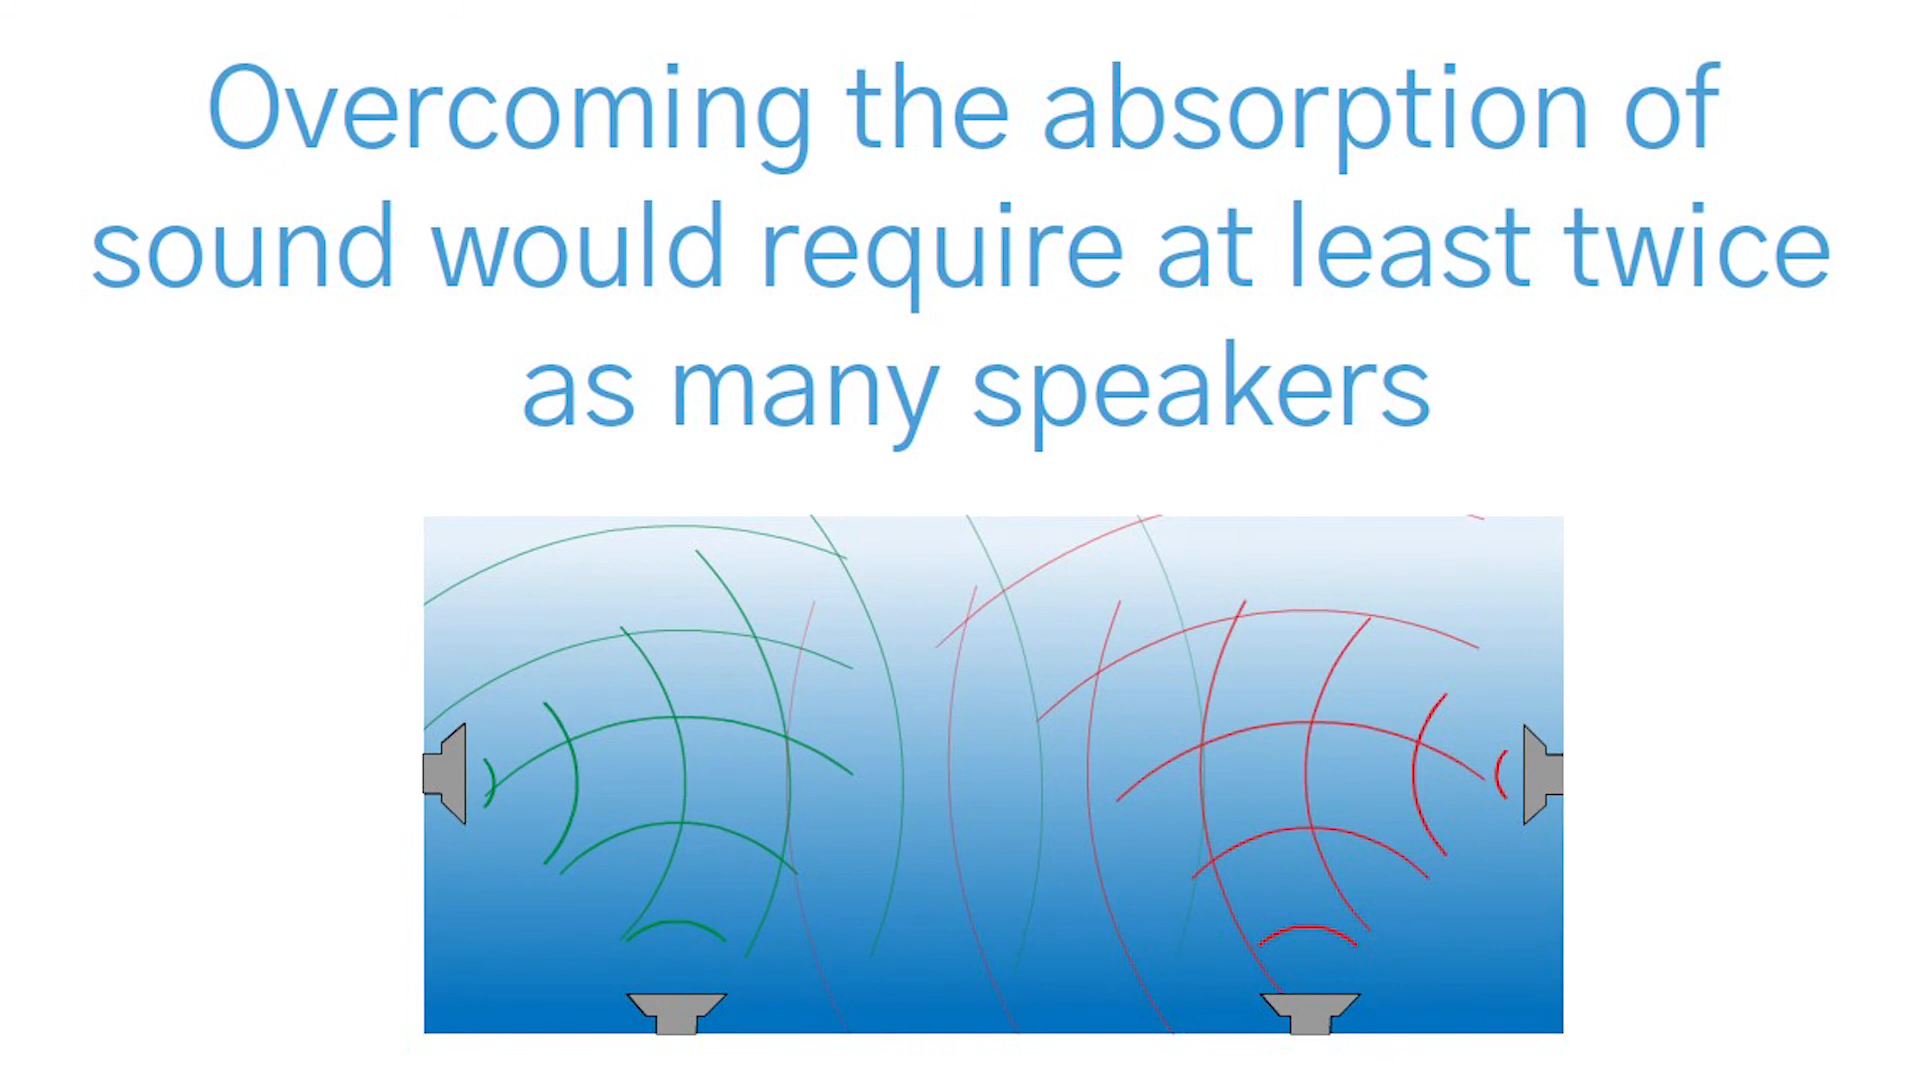 Overcoming the absorption of
sound would require at least twice
as many speakers